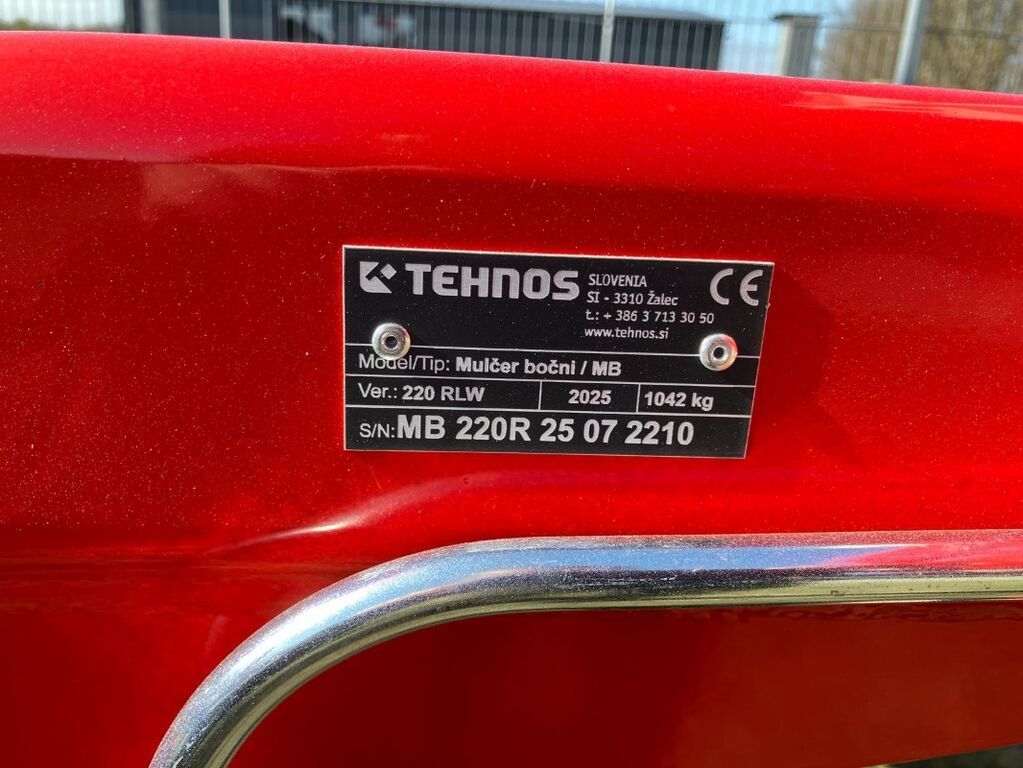 TEHNOS
SLOVENIA
SI - 3310 Žalec
t.: + 386 3 713 30 50
www.tehnos.si
CE
Model/Tip: Mulčer bočni / MB
Ver.: 220 RLW 2025 1042 kg
S/N: MB 220R 25 07 2210